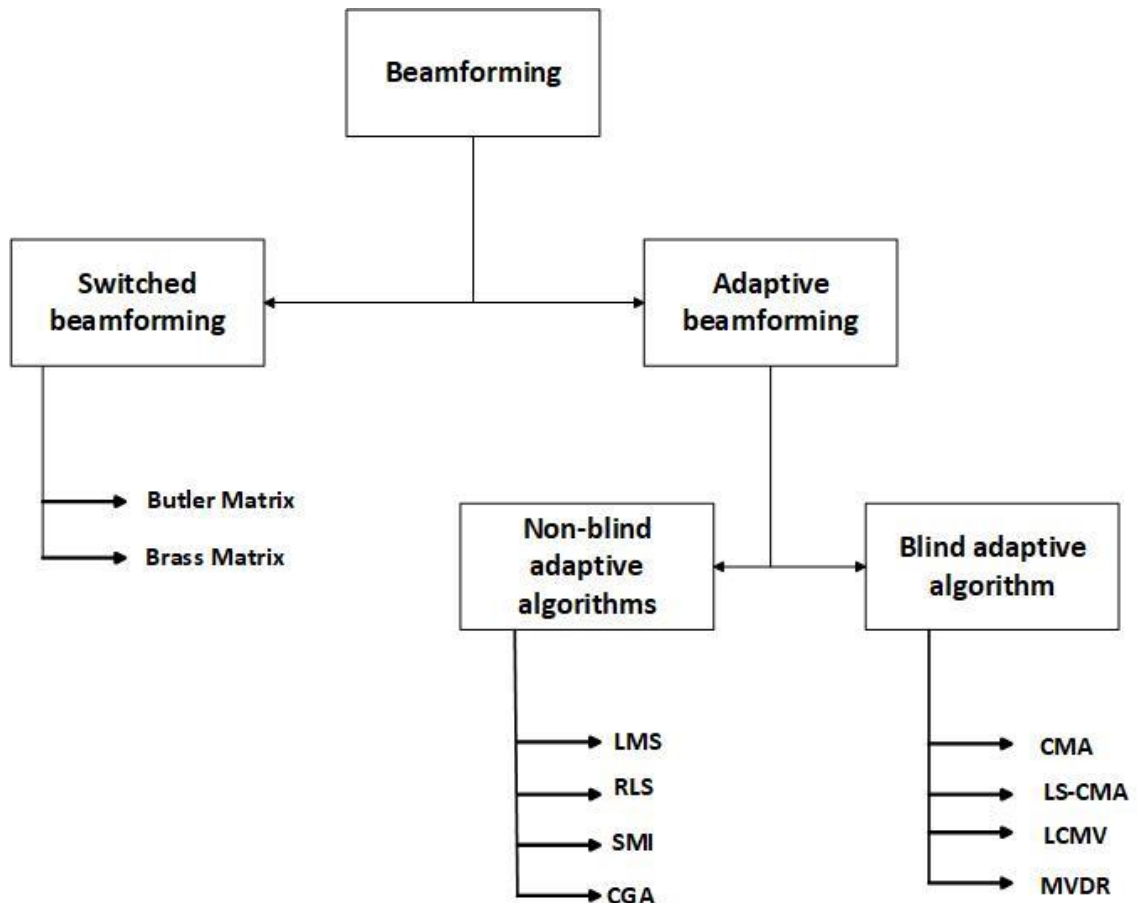 Beamforming
Switched
beamforming
Adaptive
beamforming
Butler Matrix
Brass Matrix
Non-blind
adaptive
algorithms
Blind adaptive
algorithm
LMS
RLS
SMI
CGA
CMA
LS-CMA
LCMV
MVDR